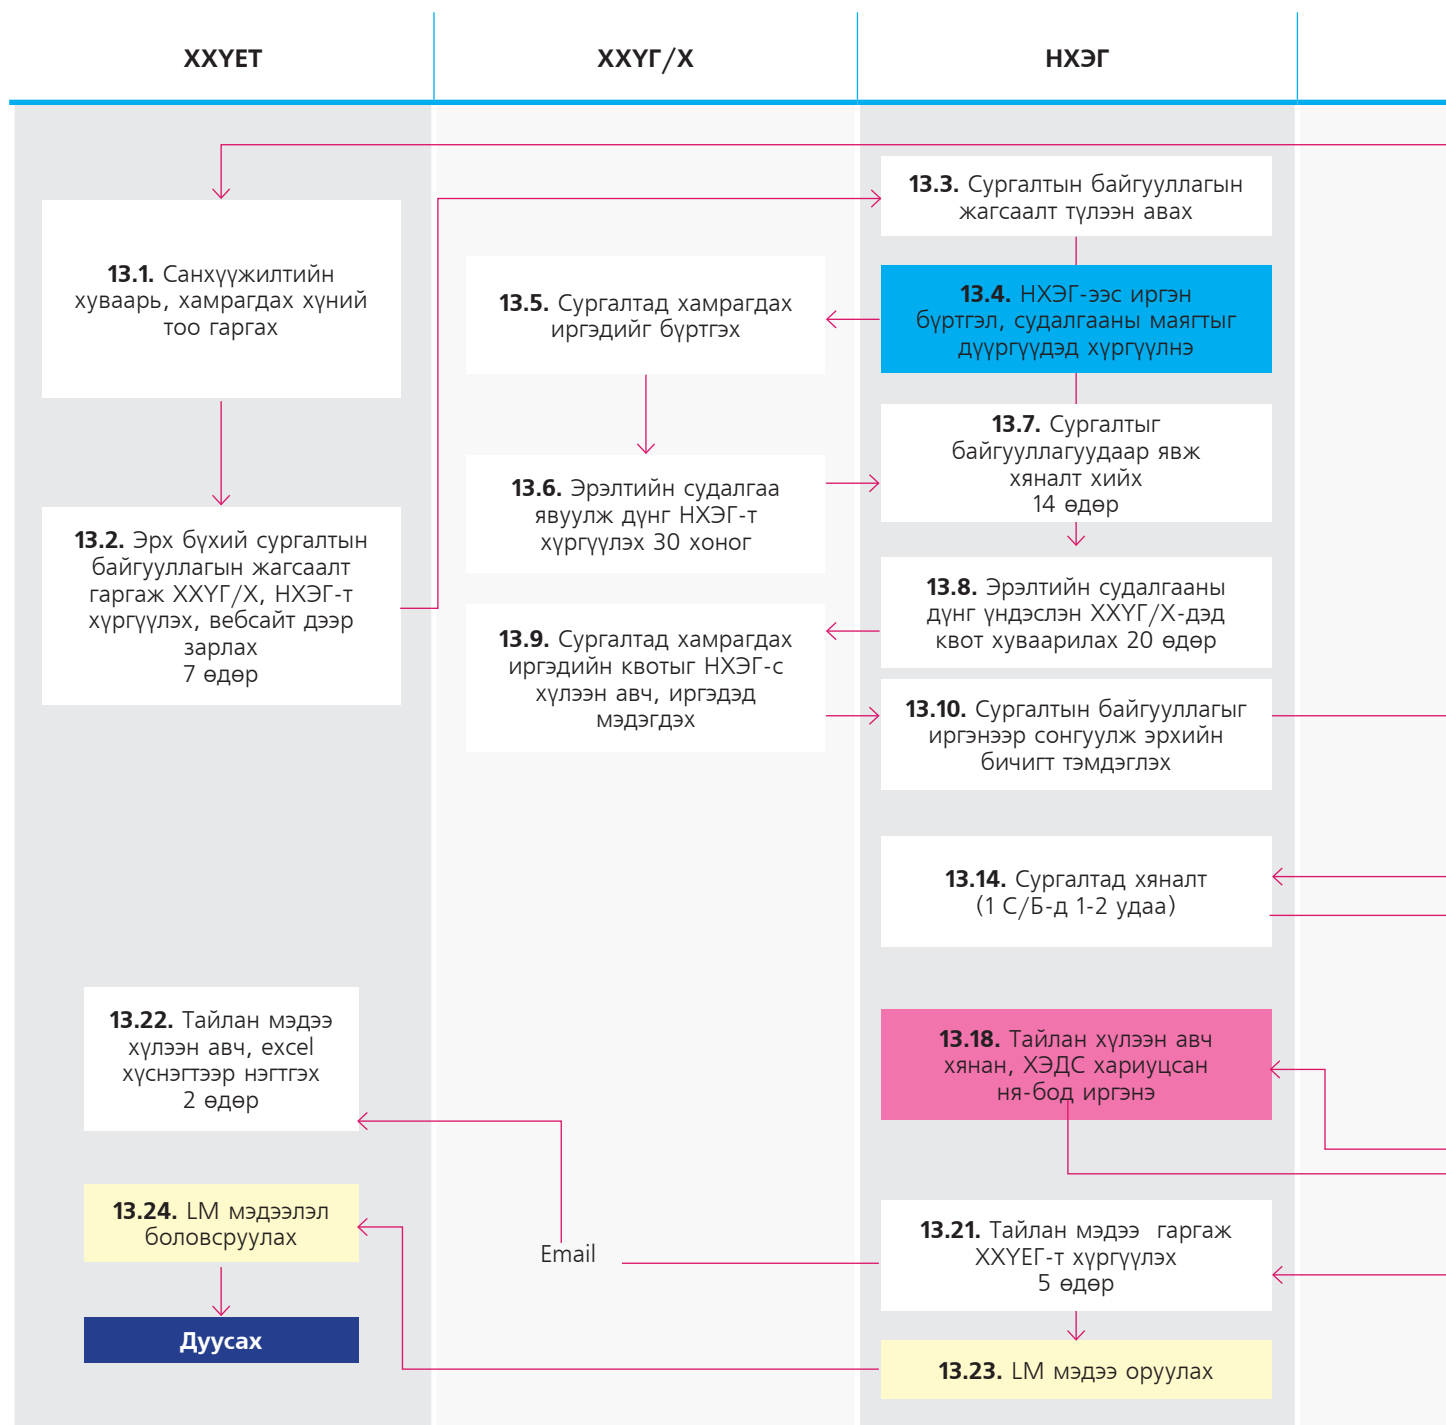 ХХҮЕТ
ХХҮГ/Х
НХЭГ
13.1. Санхүүжилтийн
хуваарь, хамрагдах хүний
тоо гаргах
13.2. Эрх бүхий сургалтын
байгууллагын жагсаалт
гаргаж ХХҮГ/Х, НХЭГ-т
хүргүүлэх, вебсайт дээр
зарлах
7 өдөр
13.3. Сургалтын байгууллагын
жагсаалт түлээн авах
13.4. НХЭГ-ээс иргэн
бүртгэл, судалгааны маягтыг
дүүргүүдэд хүргүүлнэ
13.5. Сургалтад хамрагдах
иргэдийг бүртгэх
13.6. Эрэлтийн судалгаа
явуулж дүнг НХЭГ-т
хүргүүлэх 30 хоног
13.7. Сургалтыг
байгууллагуудаар явж
хяналт хийх
14 өдөр
13.8. Эрэлтийн судалгааны
дүнг үндэслэн ХХҮГ/Х-дэд
квот хуваарилах 20 өдөр
13.9. Сургалтад хамрагдах
иргэдийн квотыг НХЭГ-с
хүлээн авч, иргэдэд
мэдэгдэх
13.10. Сургалтын байгууллагыг
иргэнээр сонгуулж эрхийн
бичигт тэмдэглэх
13.14. Сургалтад хяналт
(1 С/Б-д 1-2 удаа)
13.18. Тайлан хүлээн авч
хянан, ХЭДС хариуцсан
ня-бод иргэнэ
13.22. Тайлан мэдээ
хүлээн авч, excel
хүснэгтээр нэгтгэх
2 өдөр
13.21. Тайлан мэдээ гаргаж
ХХҮЕГ-т хүргүүлэх
5 өдөр
Email
13.24. LM мэдээлэл
боловсруулах
13.23. LM мэдээ оруулах
Дуусах